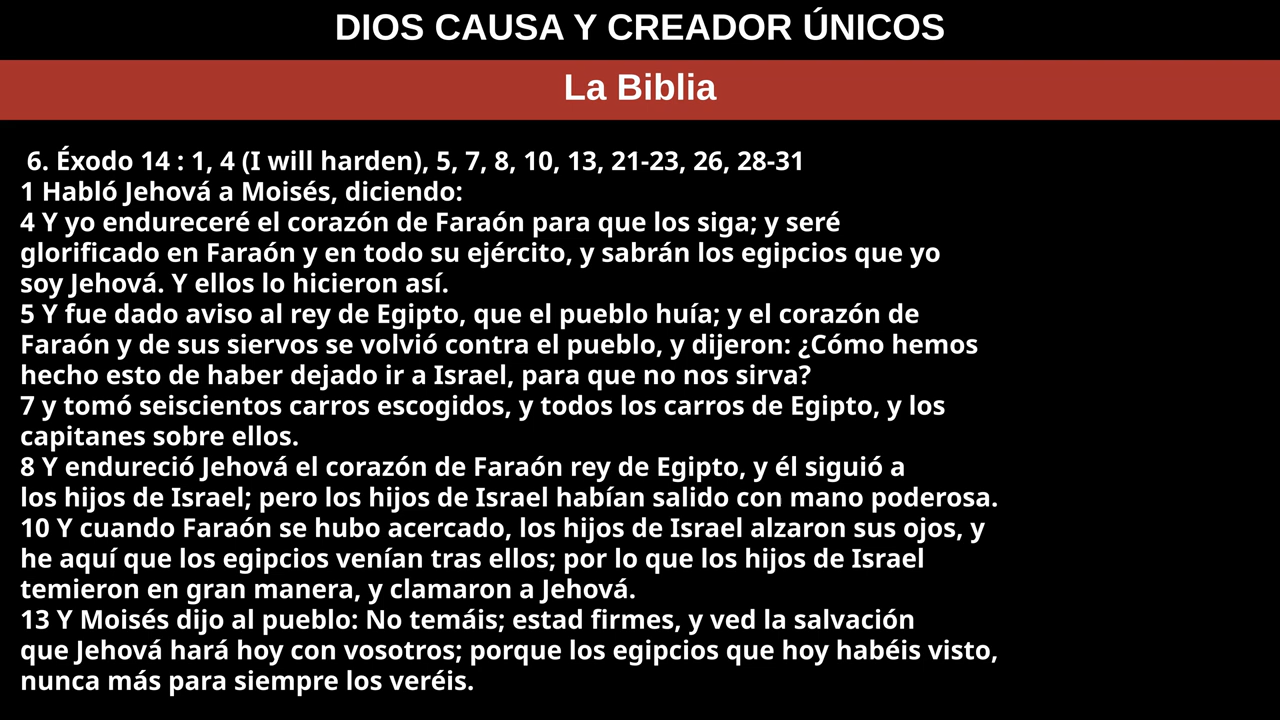 DIOS CAUSA Y CREADOR ÚNICOS
La Biblia
6. Éxodo 14 : 1, 4 (I will harden), 5, 7, 8, 10, 13, 21-23, 26, 28-31
1 Habló Jehová a Moisés, diciendo:
4 Y yo endureceré el corazón de Faraón para que los siga; y seré
glorificado en Faraón y en todo su ejército, y sabrán los egipcios que yo
soy Jehová. Y ellos lo hicieron así.
5 Y fue dado aviso al rey de Egipto, que el pueblo huía; y el corazón de
Faraón y de sus siervos se volvió contra el pueblo, y dijeron: ¿Cómo hemos
hecho esto de haber dejado ir a Israel, para que no nos sirva?
7 y tomó seiscientos carros escogidos, y todos los carros de Egipto, y los
capitanes sobre ellos.
8 Y endureció Jehová el corazón de Faraón rey de Egipto, y él siguió a
los hijos de Israel; pero los hijos de Israel habían salido con mano poderosa.
10 Y cuando Faraón se hubo acercado, los hijos de Israel alzaron sus ojos, y
he aquí que los egipcios venían tras ellos; por lo que los hijos de Israel
temieron en gran manera, y clamaron a Jehová.
13 Y Moisés dijo al pueblo: No temáis; estad firmes, y ved la salvación
que Jehová hará hoy con vosotros; porque los egipcios que hoy habéis visto,
nunca más para siempre los veréis.